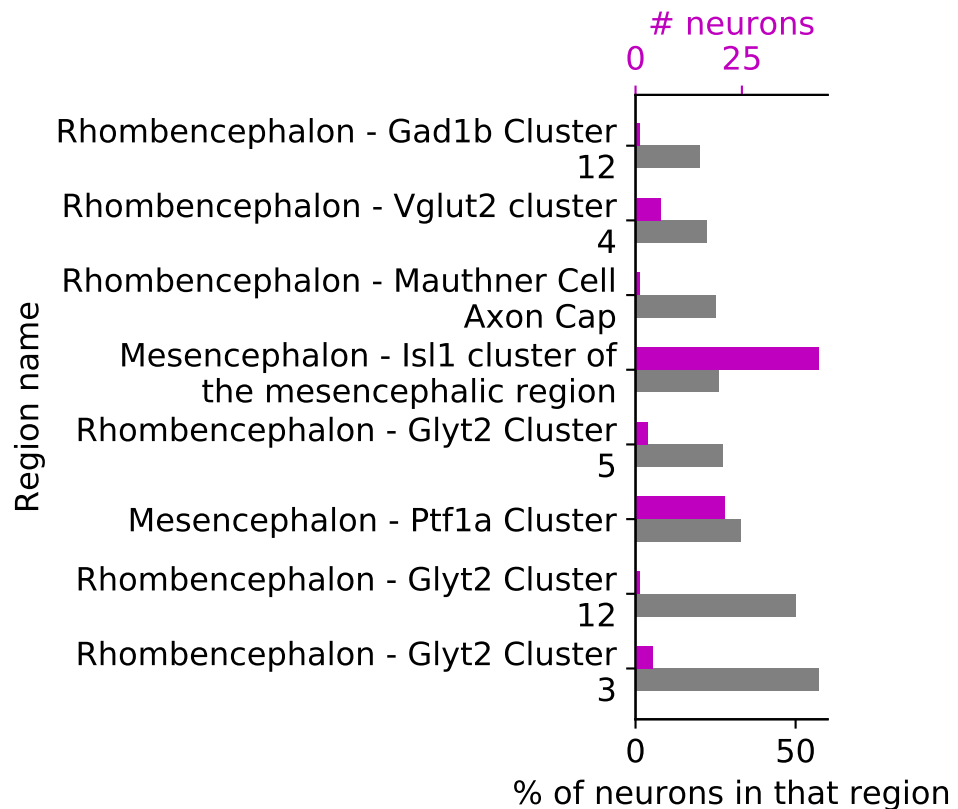 # neurons
0 25
Rhombencephalon - Gad1b Cluster
12
Rhombencephalon - Vglut2 cluster
4
Rhombencephalon - Mauthner Cell
Axon Cap
Mesencephalon - Isl1 cluster of
the mesencephalic region
Rhombencephalon - Glyt2 Cluster
5
Mesencephalon - Ptf1a Cluster
Rhombencephalon - Glyt2 Cluster
12
Rhombencephalon - Glyt2 Cluster
3
Region name
0 50
% of neurons in that region